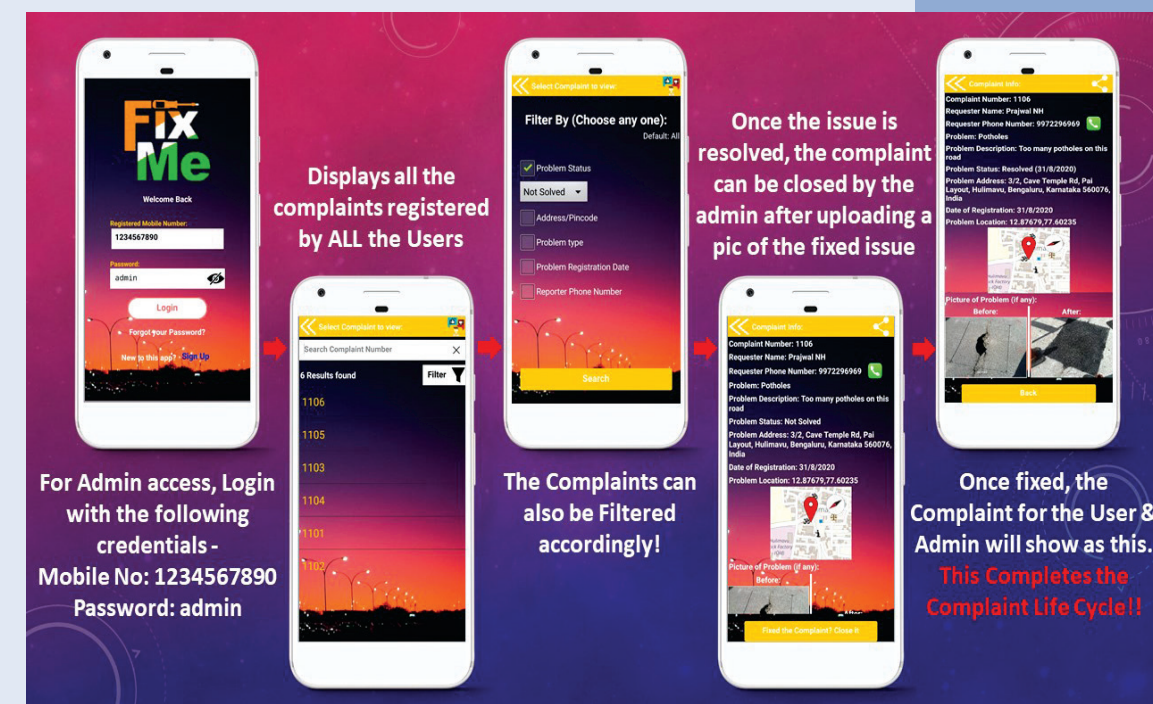 Fix
Me
Welcome Back
Registered Mobile Number:
1234567890
Password:
admin
Login
Forgot your Password?
New to this app? - Sign Up
For Admin access, Login
with the following
credentials -
Mobile No: 1234567890
Password: admin
Displays all the
complaints registered
by ALL the Users
Select Complaint to view:
Search Complaint Number
6 Results found
Filter
1106
1105
1103
1104
1101
1102
Select Complaint to view:
Filter By (Choose any one):
Default: All
Problem Status
Not Solved
Address/Pincode
Problem type
Problem Registration Date
Reporter Phone Number
Search
The Complaints can
also be Filtered
accordingly!
Once the issue is
resolved, the complaint
can be closed by the
admin after uploading a
pic of the fixed issue
Complaint Info:
Complaint Number: 1106
Requester Name: Prajwal NH
Requester Phone Number: 9972296969
Problem: Potholes
Problem Description: Too many potholes on this
road
Problem Status: Not Solved
Problem Address: 3/2, Cave Temple Rd, Pai
Layout, Hulimavu, Bengaluru, Karnataka 560076,
India
Date of Registration: 31/8/2020
Problem Location: 12.87679,77.60235
Picture of Problem (if any):
Before:
After:
Fixed the Complaint? Close It
Complaint Info:
Complaint Number: 1106
Requester Name: Prajwal NH
Requester Phone Number: 9972296969
Problem: Potholes
Problem Description: Too many potholes on this
road
Problem Status: Resolved (31/8/2020)
Problem Address: 3/2, Cave Temple Rd, Pai
Layout, Hulimavu, Bengaluru, Karnataka 560076,
India
Date of Registration: 31/8/2020
Problem Location: 12.87679,77.60235
Picture of Problem (if any):
Before:
After:
Back
Once fixed, the
Complaint for the User &
Admin will show as this.
This Completes the
Complaint Life Cycle!!